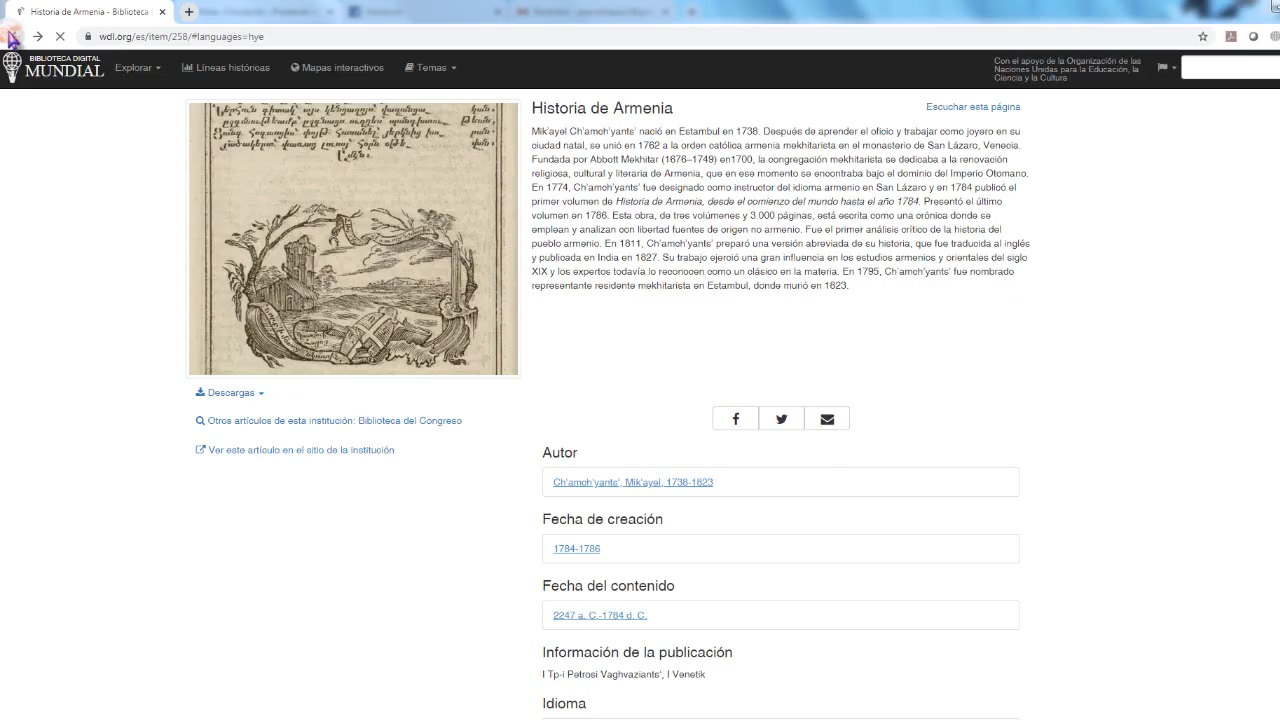 Historia de Armenia - Biblioteca
wdl.org/es/item/258/#languages=hye
BIBLIOTECA DIGITAL
MUNDIAL
Explorar
Líneas históricas
Mapas interactivos
Temas
Con el apoyo de la Organización de las
Naciones Unidas para la Educación, la
Ciencia y la Cultura
Historia de Armenia
Escuchar esta página
Mik'ayel Ch'amch'yants' nació en Estambul en 1738. Después de aprender el oficio y trabajar como joyero en su
ciudad natal, se unió en 1762 a la orden católica armenia mekhitarista en el monasterio de San Lázaro, Venecia.
Fundada por Abbott Mekhitar (1676–1749) en1700, la congregación mekhitarista se dedicaba a la renovación
religiosa, cultural y literaria de Armenia, que en ese momento se encontraba bajo el dominio del Imperio Otomano.
En 1774, Ch'amch'yants' fue designado como instructor del idioma armenio en San Lázaro y en 1784 publicó el
primer volumen de Historia de Armenia, desde el comienzo del mundo hasta el año 1784. Presentó el último
volumen en 1786. Esta obra, de tres volúmenes y 3.000 páginas, está escrita como una crónica donde se
emplean y analizan con libertad fuentes de origen no armenio. Fue el primer análisis crítico de la historia del
pueblo armenio. En 1811, Ch'amch'yants' preparó una versión abreviada de su historia, que fue traducida al inglés
y publicada en India en 1827. Su trabajo ejerció una gran influencia en los estudios armenios y orientales del siglo
XIX y los expertos todavía lo reconocen como un clásico en la materia. En 1795, Ch'amch'yants' fue nombrado
representante residente mekhitarista en Estambul, donde murió en 1823.
Descargas
Otros artículos de esta institución: Biblioteca del Congreso
Ver este artículo en el sitio de la institución
Autor
Ch'amch'yants', Mik'ayel, 1738-1823
Fecha de creación
1784-1786
Fecha del contenido
2247 a. C.-1784 d. C.
Información de la publicación
I Tp-i Petrosi Vaghvaziants', I Venetik
Idioma